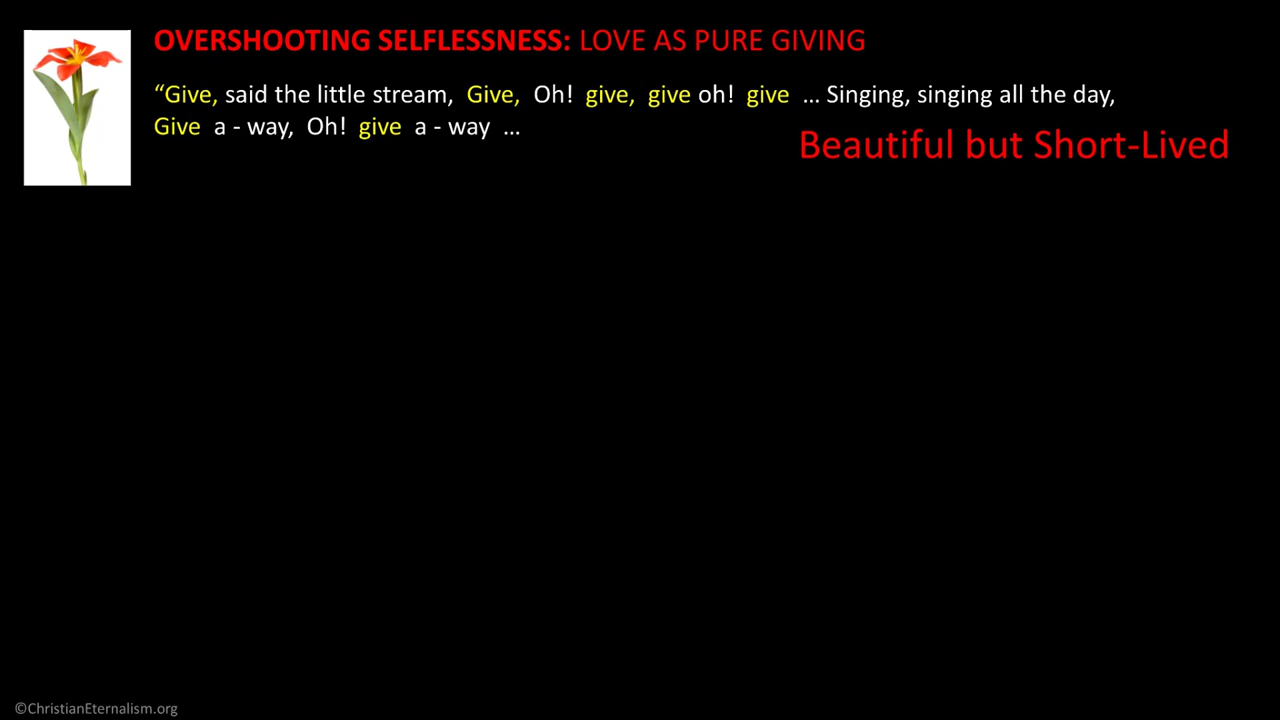 OVERSHOOTING SELFLESSNESS: LOVE AS PURE GIVING
“Give, said the little stream, Give, Oh! give, give oh! give … Singing, singing all the day,
Give a - way, Oh! give a - way …
Beautiful but Short-Lived
©ChristianEternalism.org